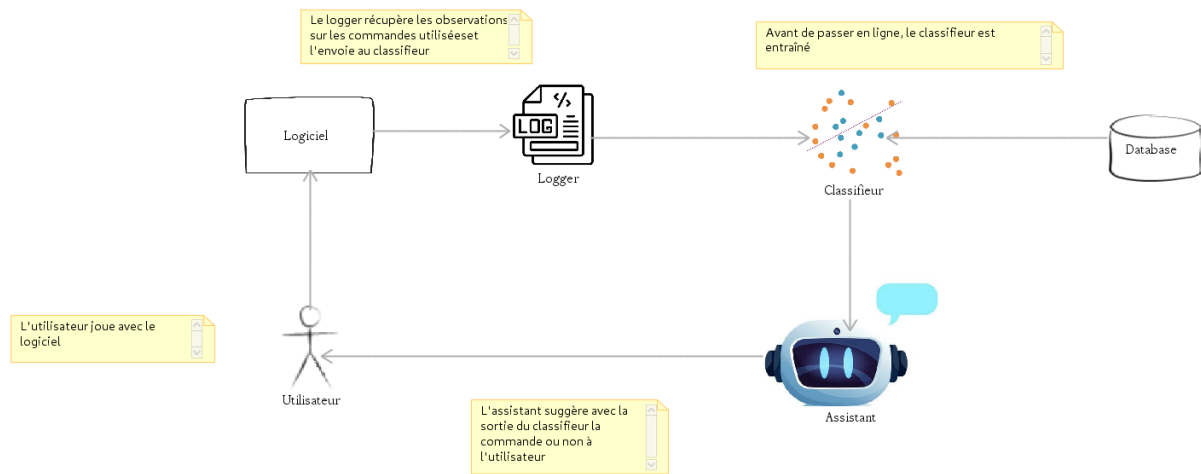 Le logger récupère les observations
sur les commandes utiliséeset
l'envoie au classifieur
Avant de passer en ligne, le classifieur est
entraîné
Logiciel
</>
LOG
Logger
Classifieur
Database
L'utilisateur joue avec le
logiciel
Utilisateur
Assistant
L'assistant suggère avec la
sortie du classifieur la
commande ou non à
l'utilisateur